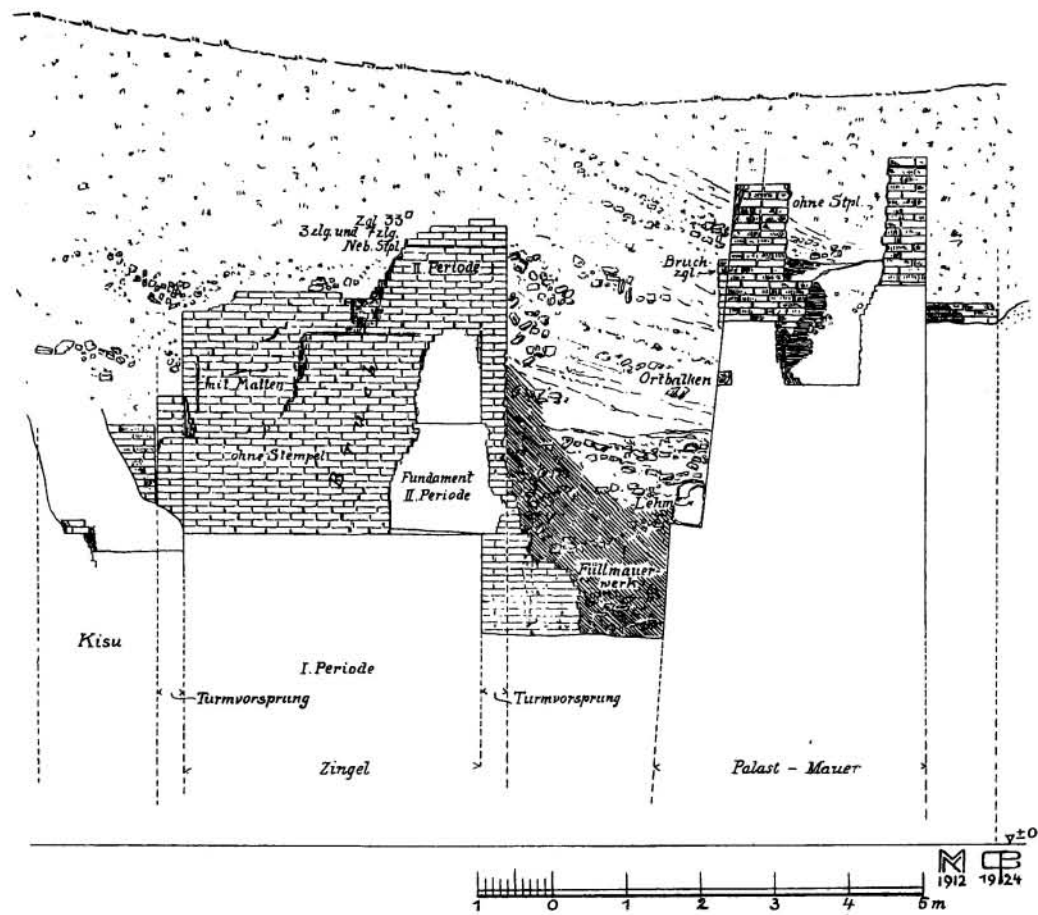 Zgl. 33
3zlg. und 4zlg.
Neb. Stpl.
II. Periode
ohne Stpl.
Bruch-
zgl.
mit Matten
Ortbalken
ohne Stempel
Bruch
Fundament
II. Periode
Lehm
Füllmauer-
werk
Kisu
I. Periode
Turmvorsprung
Turmvorsprung
Zingel
Palast - Mauer
±0
1912
1924
1 0 1 2 3 4 5 m